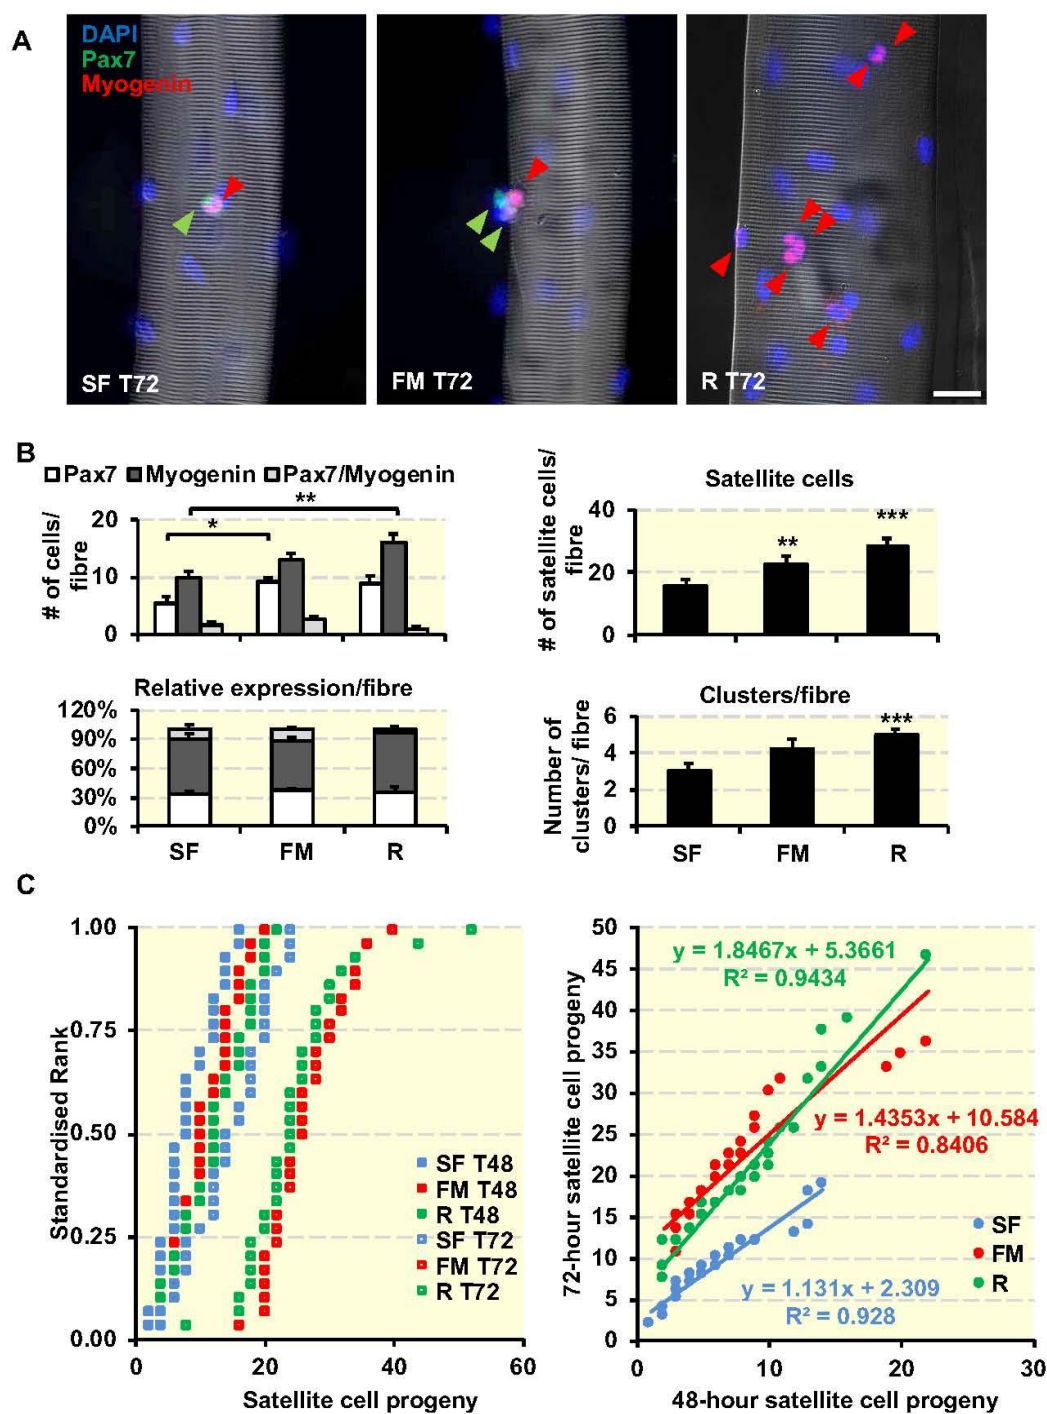 A
DAPI
Pax7
Myogenin
SF T72
FM T72
R T72
B
Pax7 Myogenin Pax7/Myogenin
# of cells/
fibre
20
10
0
*
**
Satellite cells
# of satellite cells/
fibre
40
20
0
**
***
Relative expression/fibre
120%
90%
60%
30%
0%
SF FM R
Clusters/fibre
Number of
clusters/ fibre
6
4
2
0
***
SF FM R
C
Standardised Rank
1.00
0.75
0.50
0.25
0.00
SF T48
FM T48
R T48
SF T72
FM T72
R T72
0 20 40 60
Satellite cell progeny
72-hour satellite cell progeny
50
45
40
35
30
25
20
15
10
5
0
y = 1.8467x + 5.3661
R² = 0.9434
y = 1.4353x + 10.584
R² = 0.8406
y = 1.131x + 2.309
R² = 0.928
SF
FM
R
0 10 20 30
48-hour satellite cell progeny